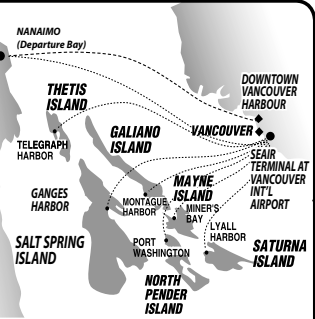 NANAIMO
(Departure Bay)
DOWNTOWN
VANCOUVER
HARBOUR
THETIS
ISLAND
VANCOUVER
GALIANO
ISLAND
TELEGRAPH
HARBOR
SEAIR
TERMINAL AT
VANCOUVER
INT'L
AIRPORT
MAYNE
ISLAND
GANGES
HARBOR
MONTAGUE
HARBOR
MINER'S
BAY
LYALL
HARBOR
SALT SPRING
ISLAND
PORT
WASHINGTON
SATURNA
ISLAND
NORTH
PENDER
ISLAND